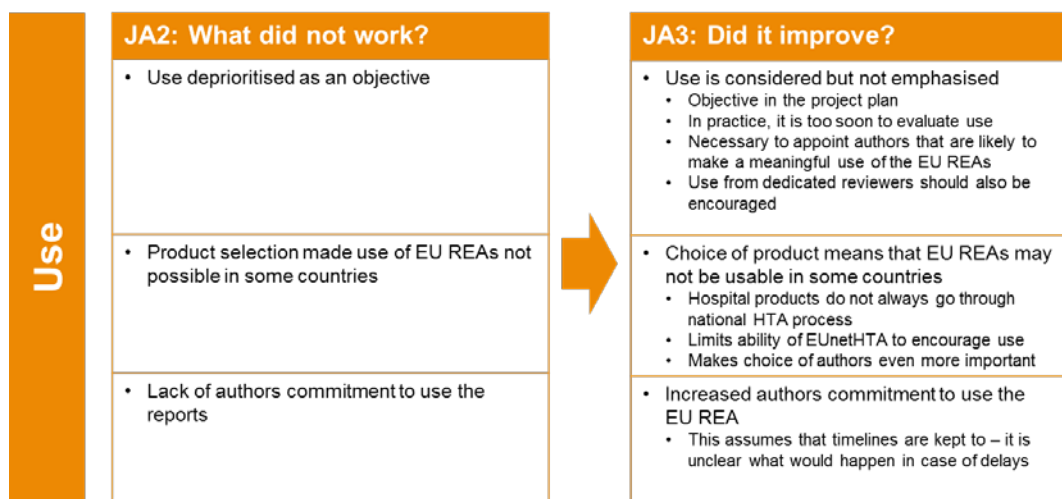 Use
JA2: What did not work?
• Use deprioritised as an objective
• Product selection made use of EU REAs not
possible in some countries
• Lack of authors commitment to use the
reports
JA3: Did it improve?
• Use is considered but not emphasised
• Objective in the project plan
• In practice, it is too soon to evaluate use
• Necessary to appoint authors that are likely to
make a meaningful use of the EU REAs
• Use from dedicated reviewers should also be
encouraged
• Choice of product means that EU REAs may
not be usable in some countries
• Hospital products do not always go through
national HTA process
• Limits ability of EUnetHTA to encourage use
• Makes choice of authors even more important
• Increased authors commitment to use the
EU REA
• This assumes that timelines are kept to – it is
unclear what would happen in case of delays